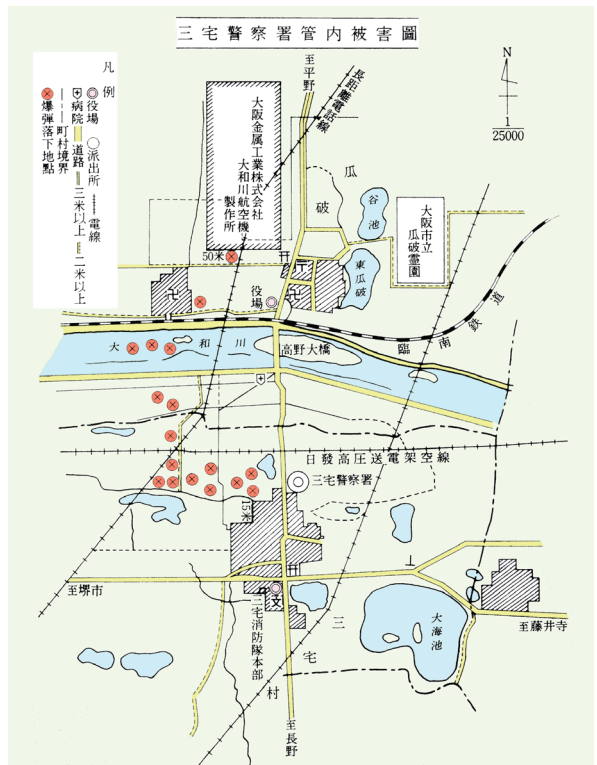 三宅警察署管内被害圖
凡例
◎役場 ○派出所 電線
病院 道路 三米以上 二米以上
町村境界
爆弾落下地點
至平野
長距離電話線
N
1
25000
大阪金属工業株式会社
大和川航空機
製作所
瓜
破
谷池
大阪市立
瓜破霊園
50米
東瓜破
役場
大和川
高野大橋
臨南鉄道
日發高圧送電架空線
三宅警察署
15米
至堺市
三宅消防隊本部
三
宅
村
大海池
至藤井寺
至長野